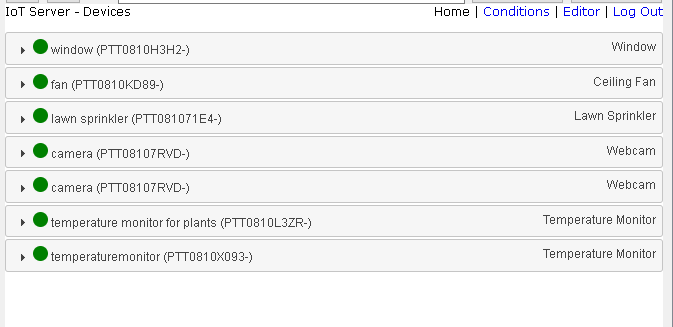 IoT Server - Devices Home | Conditions | Editor | Log Out
window (PTT0810H3H2-) Window
fan (PTT0810KD89-) Ceiling Fan
lawn sprinkler (PTT081071E4-) Lawn Sprinkler
camera (PTT08107RVD-) Webcam
camera (PTT08107RVD-) Webcam
temperature monitor for plants (PTT0810L3ZR-) Temperature Monitor
temperaturemonitor (PTT0810X093-) Temperature Monitor